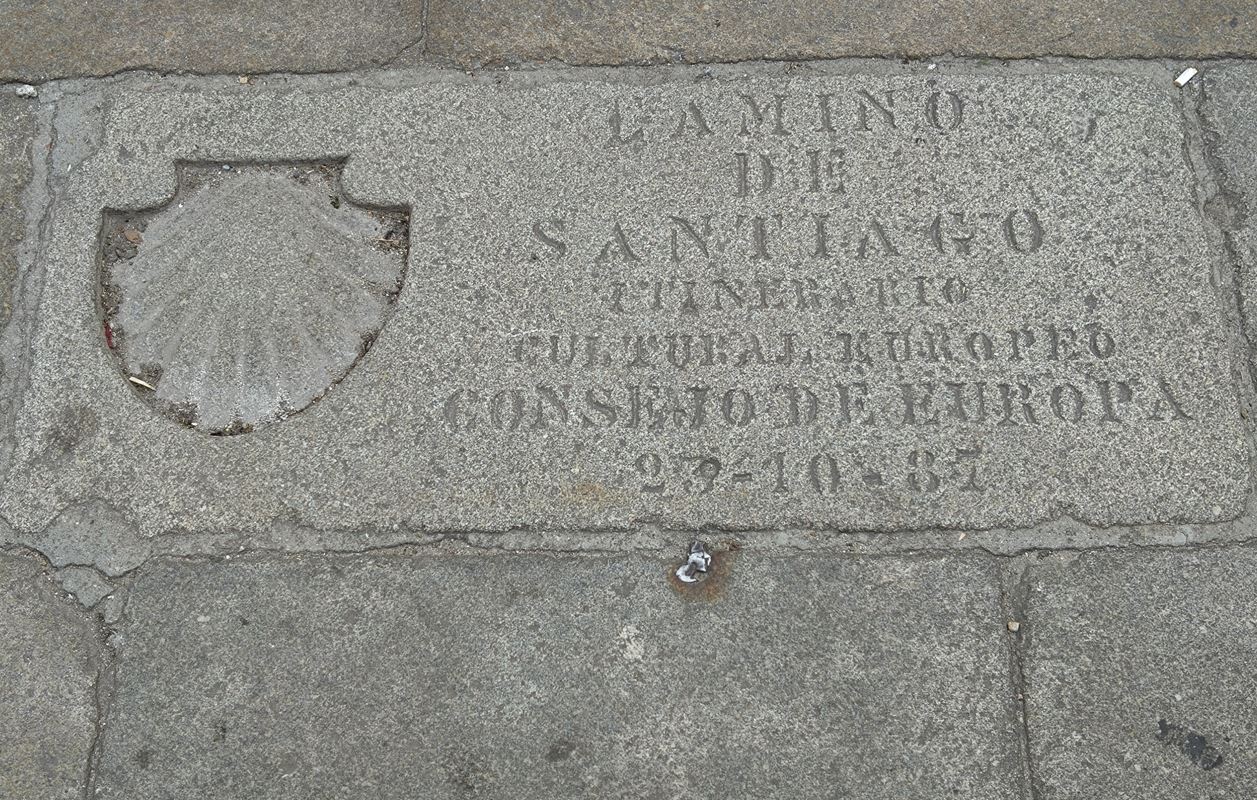 CAMINO
DE
SANTIAGO
ITINERARIO
CULTURAL EUROPEO
CONSEJO DE EUROPA
23-10-87